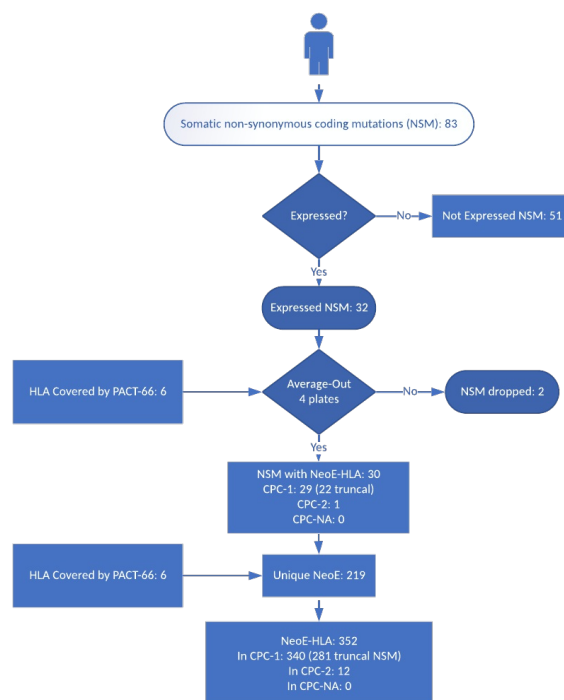 Somatic non-synonymous coding mutations (NSM): 83
Expressed?
No
Not Expressed NSM: 51
Yes
Expressed NSM: 32
HLA Covered by PACT-66: 6
Average-Out
4 plates
No
NSM dropped: 2
Yes
NSM with NeoE-HLA: 30
CPC-1: 29 (22 truncal)
CPC-2: 1
CPC-NA: 0
HLA Covered by PACT-66: 6
Unique NeoE: 219
NeoE-HLA: 352
In CPC-1: 340 (281 truncal NSM)
In CPC-2: 12
In CPC-NA: 0